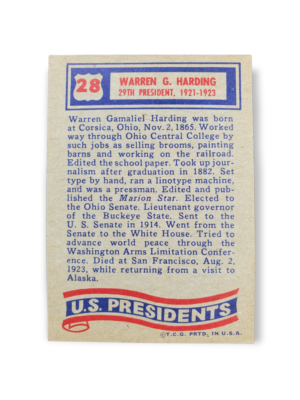 28
WARREN G. HARDING
29TH PRESIDENT, 1921-1923
Warren Gamaliel Harding was born
at Corsica, Ohio, Nov. 2, 1865. Worked
way through Ohio Central College by
such jobs as selling brooms, painting
barns and working on the railroad.
Edited the school paper. Took up jour-
nalism after graduation in 1882. Set
type by hand, ran a linotype machine,
and was a pressman. Edited and pub-
lished the Marion Star. Elected to
the Ohio Senate. Lieutenant governor
of the Buckeye State. Sent to the
U. S. Senate in 1914. Went from the
Senate to the White House. Tried to
advance world peace through the
Washington Arms Limitation Confer-
ence. Died at San Francisco, Aug. 2,
1923, while returning from a visit to
Alaska.
U.S. PRESIDENTS
©T.C.G. PRTD. IN U.S.A.